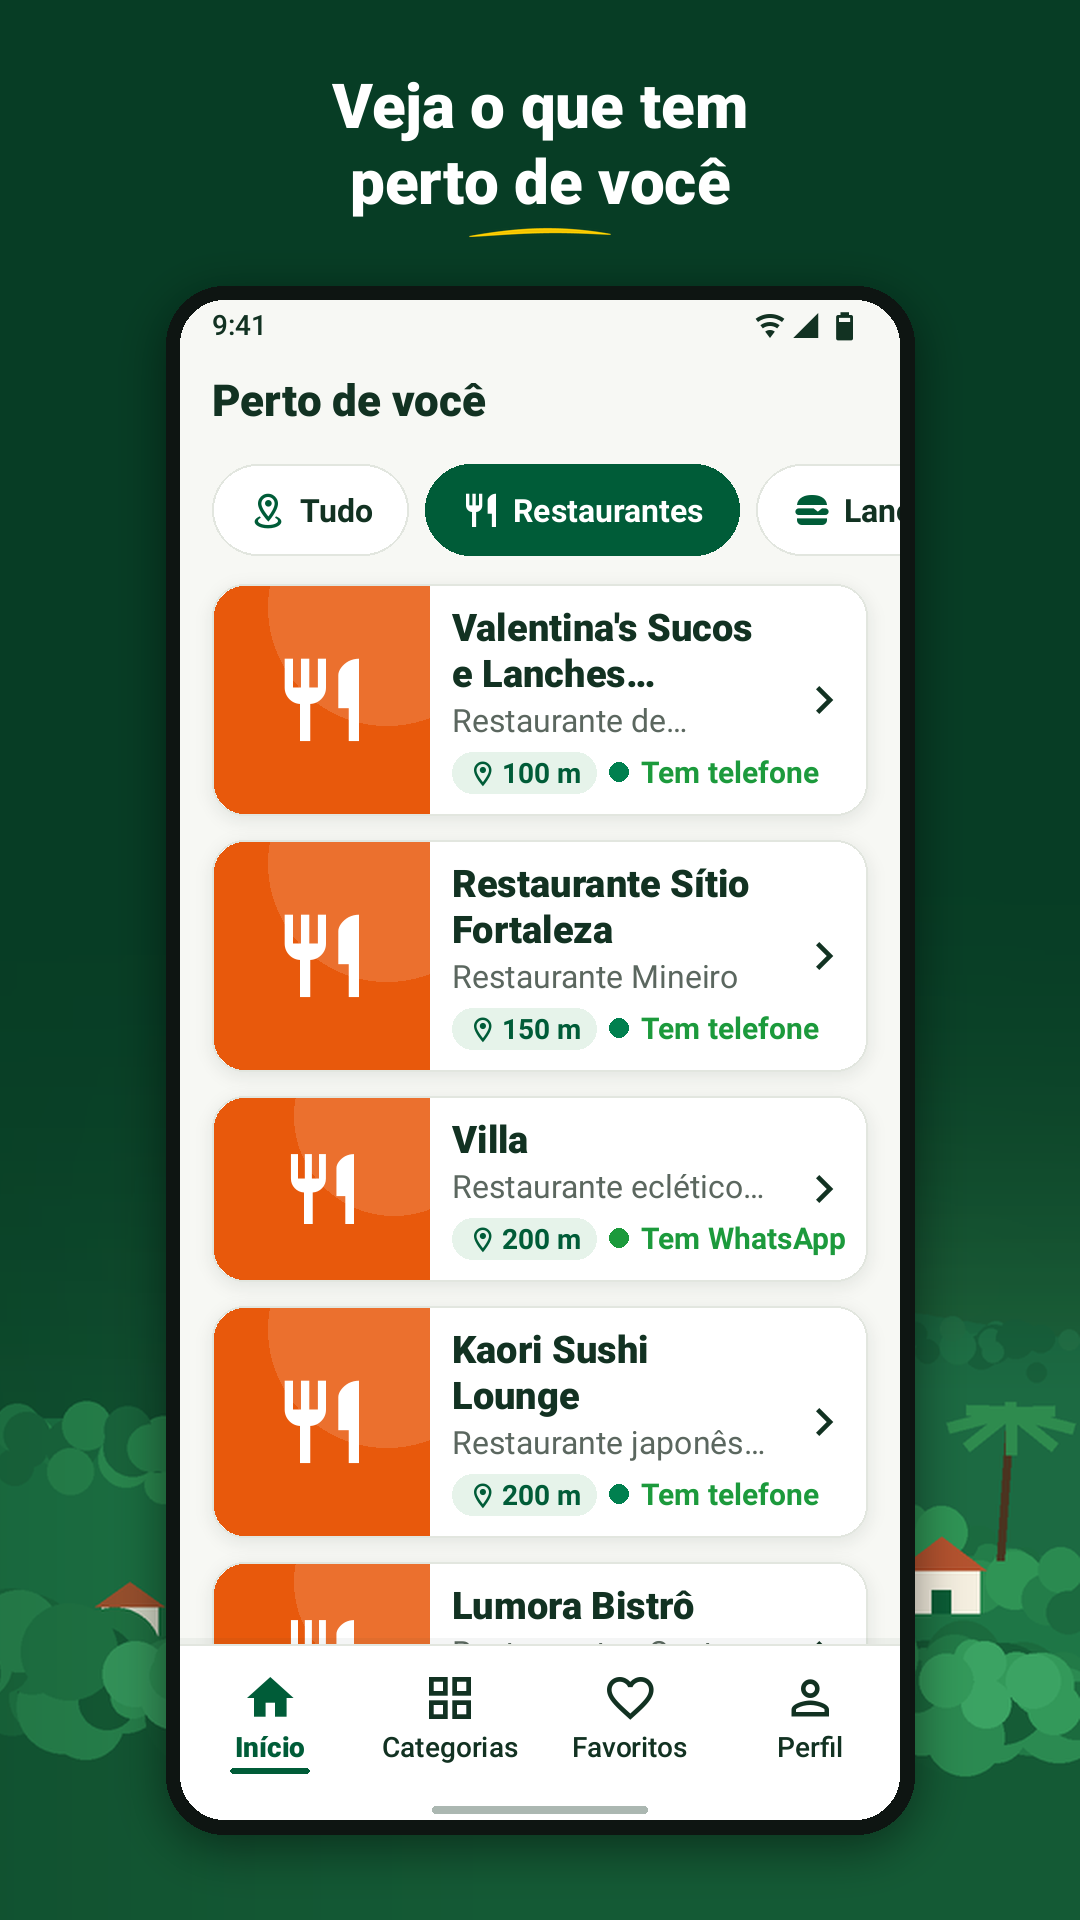 Veja o que tem
perto de você
9:41
Perto de você
Tudo
Restaurantes
Lanc
Valentina's Sucos
e Lanches...
Restaurante de...
100 m
Tem telefone
Restaurante Sítio
Fortaleza
Restaurante Mineiro
150 m
Tem telefone
Villa
Restaurante eclético...
200 m
Tem WhatsApp
Kaori Sushi
Lounge
Restaurante japonês...
200 m
Tem telefone
Lumora Bistrô
Início
Categorias
Favoritos
Perfil